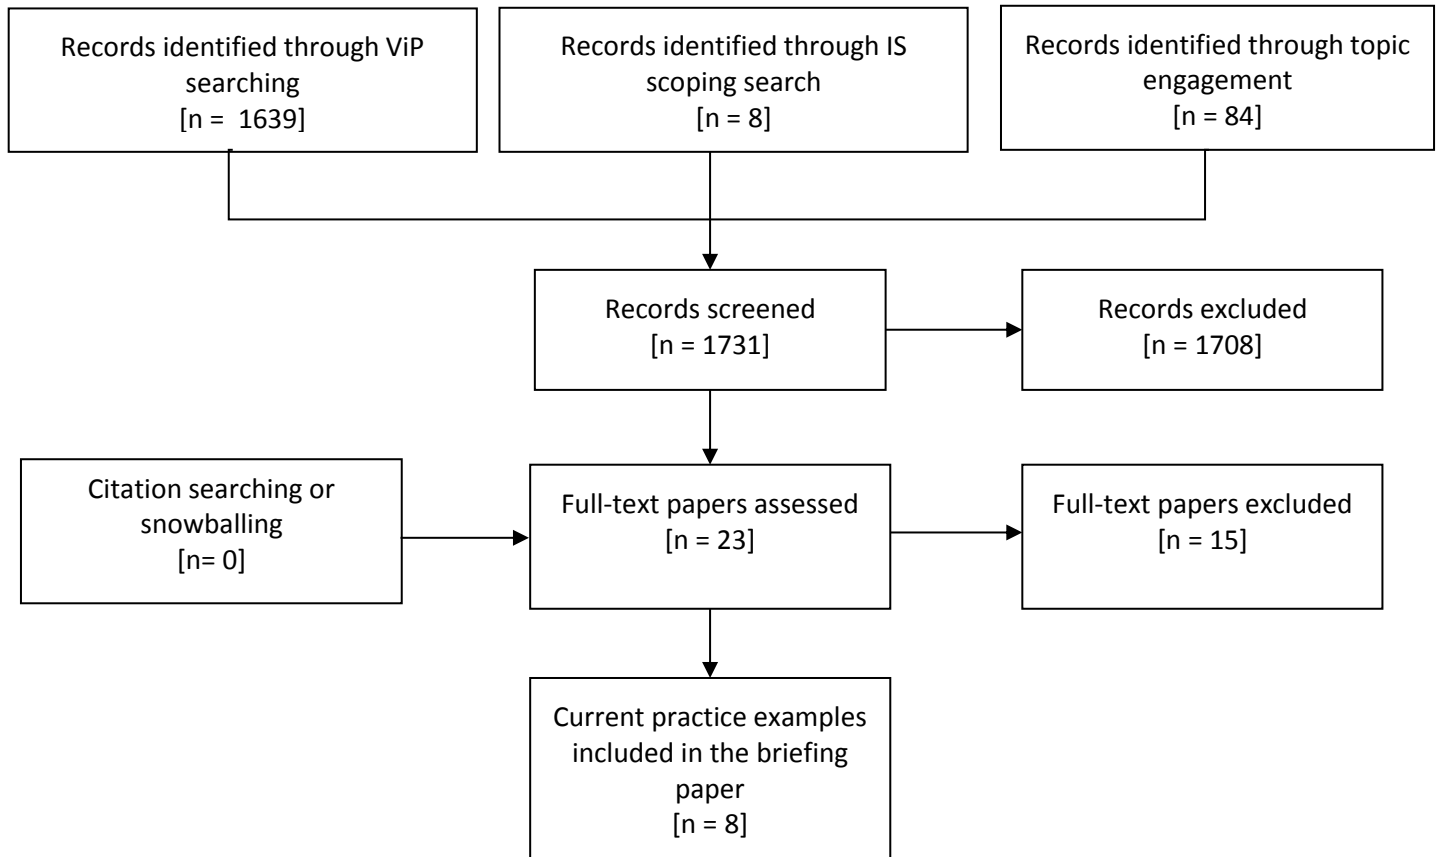 Records identified through ViP
searching
[n =  1639]
Records identified through IS
scoping search
[n = 8]
Records identified through topic
engagement
[n = 84]
Records screened
[n = 1731]
Records excluded
[n = 1708]
Citation searching or
snowballing
[n= 0]
Full-text papers assessed
[n = 23]
Full-text papers excluded
[n = 15]
Current practice examples
included in the briefing
paper
[n = 8]